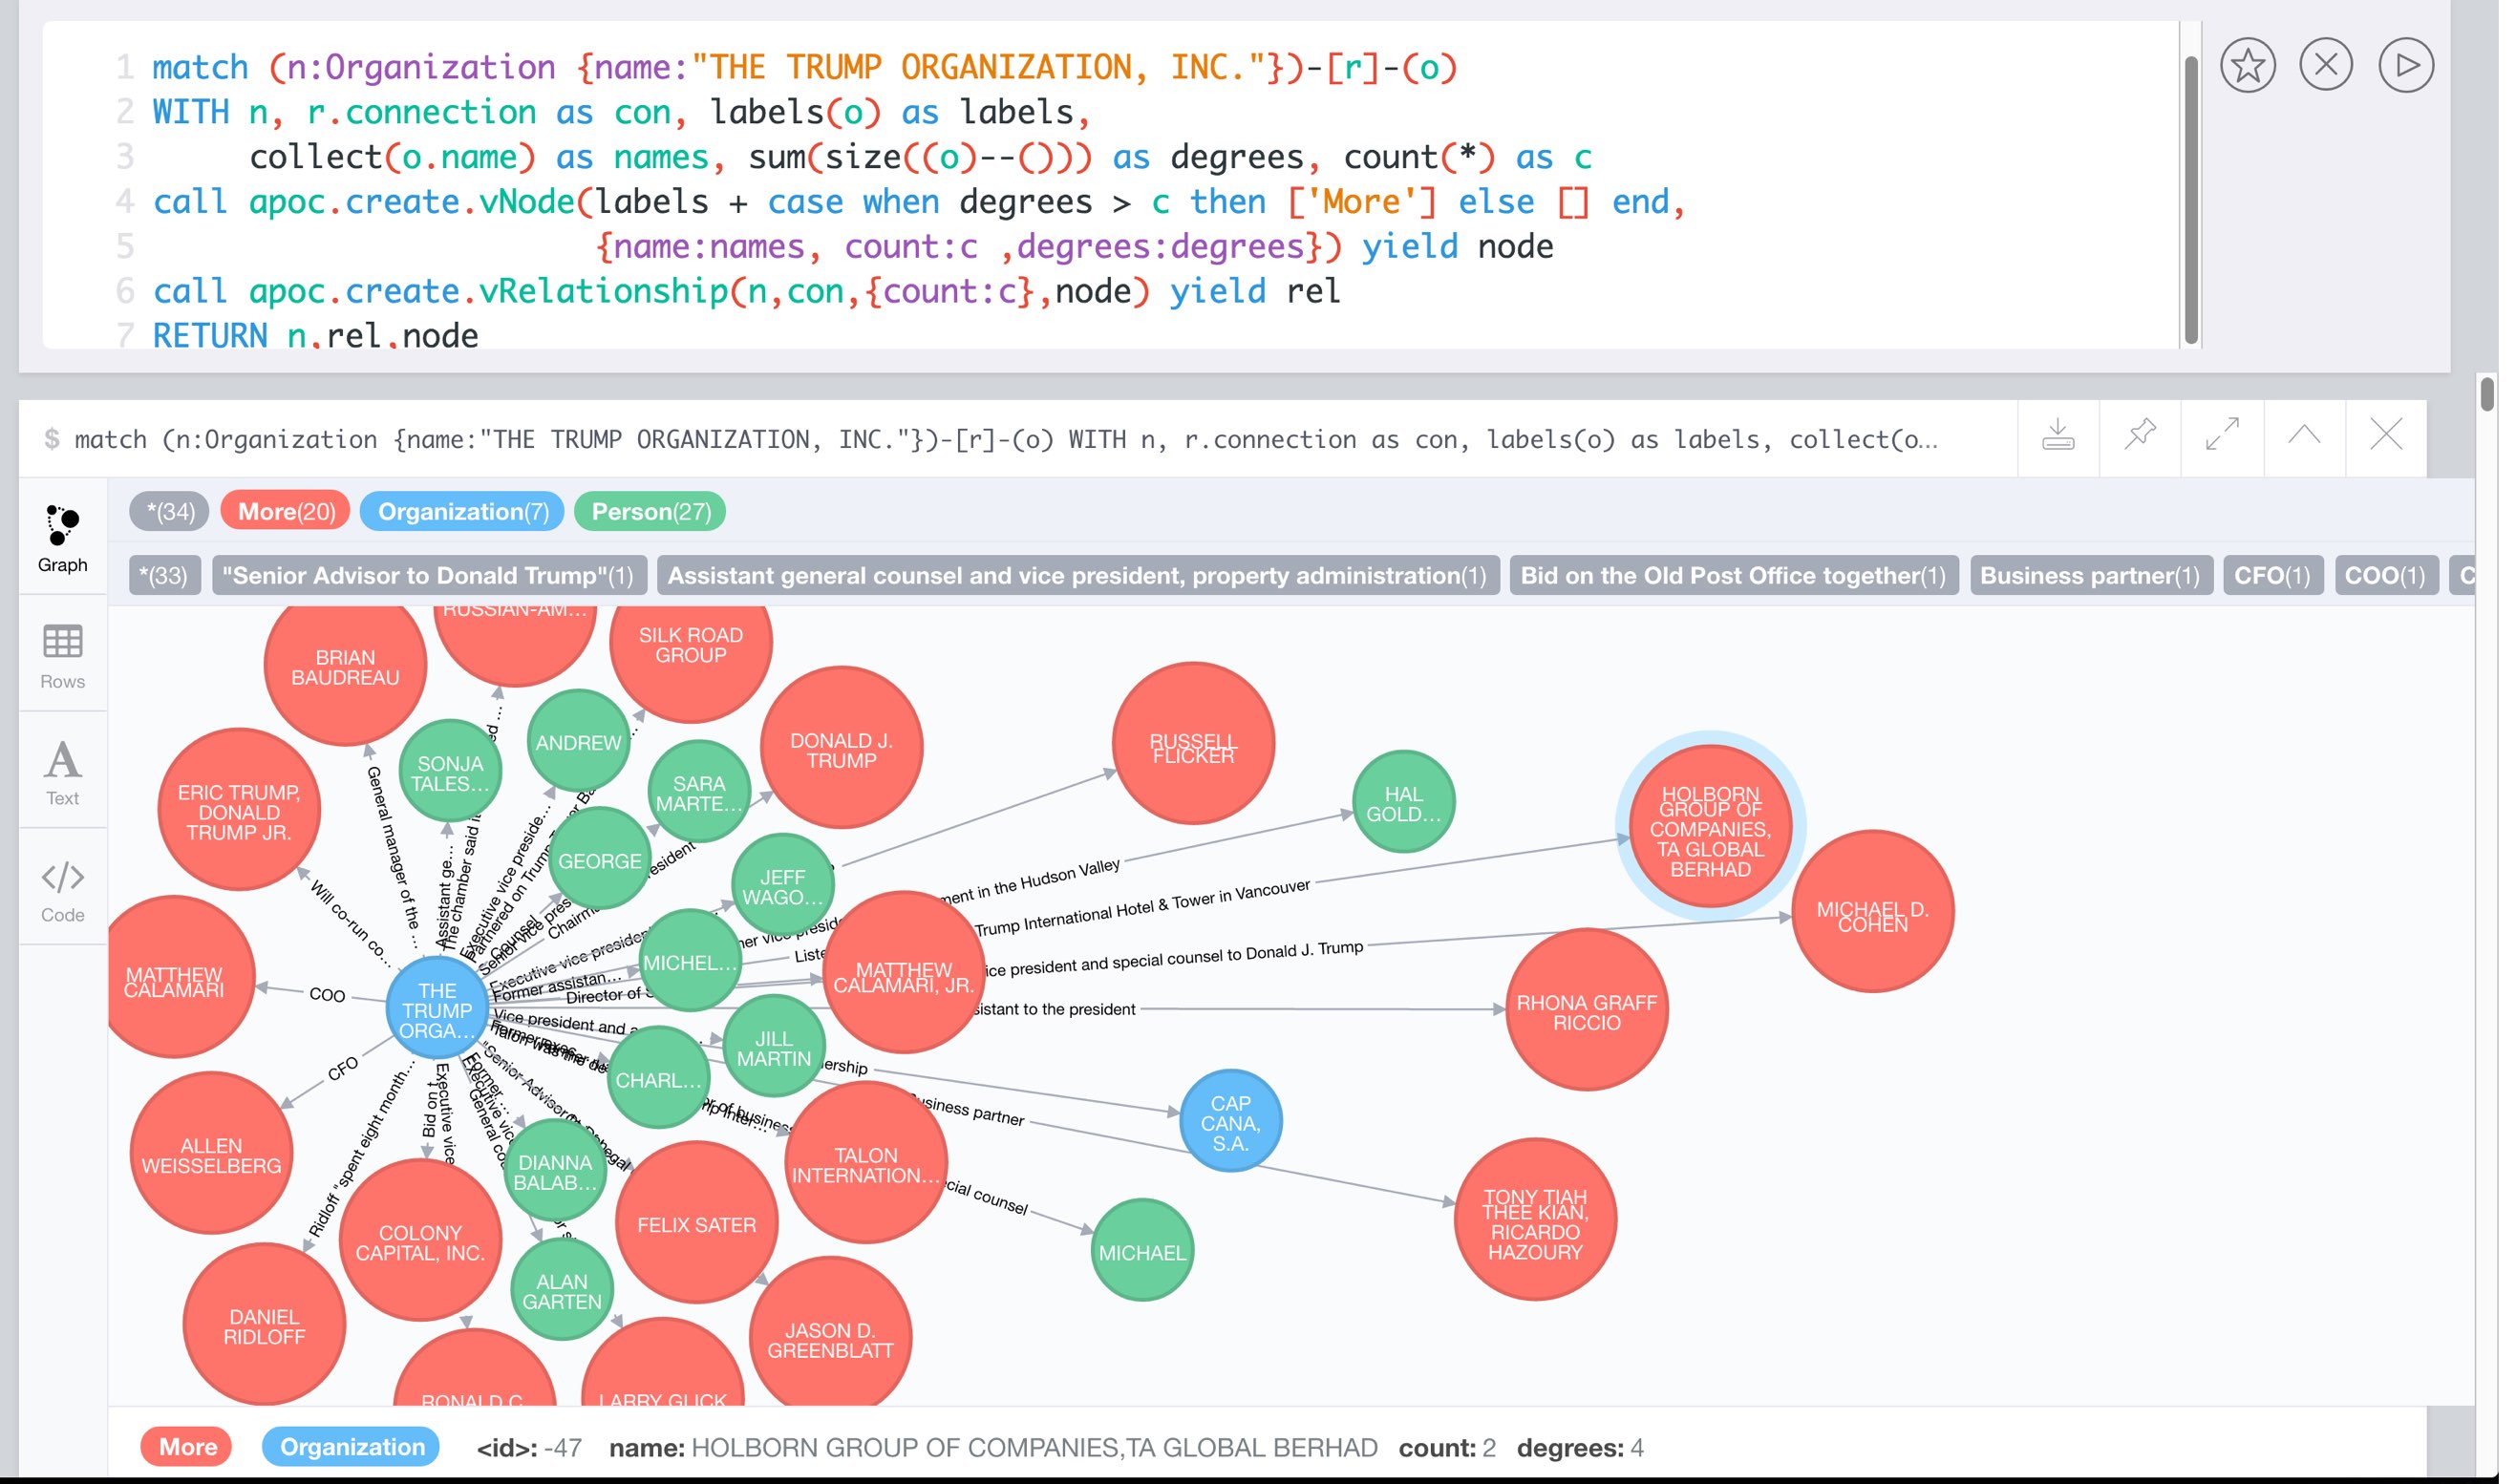 1 match (n:Organization {name:"THE TRUMP ORGANIZATION, INC."})-[r]-(o)
2 WITH n, r.connection as con, labels(o) as labels,
3 collect(o.name) as names, sum(size((o)--())) as degrees, count(*) as c
4 call apoc.create.vNode(labels + case when degrees > c then ['More'] else [] end,
5 {name:names, count:c ,degrees:degrees}) yield node
6 call apoc.create.vRelationship(n,con,{count:c},node) yield rel
7 RETURN n,rel,node
$ match (n:Organization {name:"THE TRUMP ORGANIZATION, INC."})-[r]-(o) WITH n, r.connection as con, labels(o) as labels, collect(o…
*(34) More(20) Organization(7) Person(27)
*(33) "Senior Advisor to Donald Trump"(1) Assistant general counsel and vice president, property administration(1) Bid on the Old Post Office together(1) Business partner(1) CFO(1) COO(1) C
Graph
Rows
Text
Code
RUSSIAN-AM…
BRIAN
BAUDREAU
SILK ROAD
GROUP
SONJA
TALES…
ANDREW
SARA
MARTE…
DONALD J.
TRUMP
RUSSELL
FLICKER
HAL
GOLD…
HOLBORN
GROUP OF
COMPANIES,
TA GLOBAL
BERHAD
ERIC TRUMP,
DONALD
TRUMP JR.
GEORGE
JEFF
WAGO…
MICHAEL D.
COHEN
MATTHEW
CALAMARI
THE
TRUMP
ORGA…
MICHEL…
MATTHEW
CALAMARI, JR.
RHONA GRAFF
RICCIO
CHARL…
JILL
MARTIN
CAP
CANA,
S.A.
ALLEN
WEISSELBERG
DIANNA
BALAB…
TALON
INTERNATION…
COLONY
CAPITAL, INC.
FELIX SATER
MICHAEL
TONY TIAH
THEE KIAN,
RICARDO
HAZOURY
DANIEL
RIDLOFF
ALAN
GARTEN
JASON D.
GREENBLATT
RONALD C.
LARRY GLICK
General manager of the …
Will co-run co…
COO
CFO
Ridloff "spent eight month…
Bid on t
Executive vice
Assistant ge…
The chamber said i
Executive vice preside…
Counsel
Senior vice pres
Chairm
resident
Executive vice president
Former assistan…
Director of S
Vice president and a
"Senior Advisor
Liste
ment in the Hudson Valley
Trump International Hotel & Tower in Vancouver
ice president and special counsel to Donald J. Trump
sistant to the president
ership
usiness partner
cial counsel
or of business
More Organization <id>: -47 name: HOLBORN GROUP OF COMPANIES,TA GLOBAL BERHAD count: 2 degrees: 4